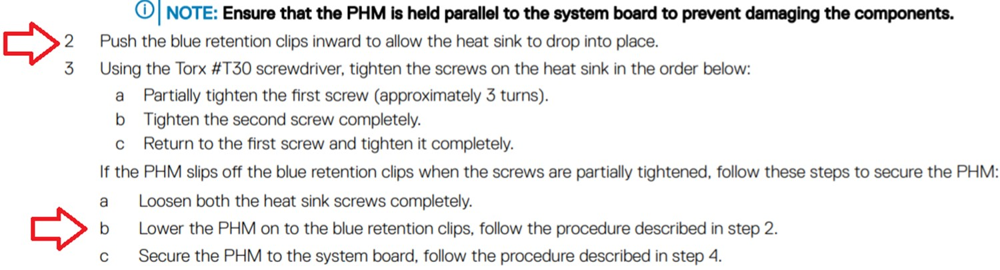 NOTE: Ensure that the PHM is held parallel to the system board to prevent damaging the components.
2 Push the blue retention clips inward to allow the heat sink to drop into place.
3 Using the Torx #T30 screwdriver, tighten the screws on the heat sink in the order below:
a Partially tighten the first screw (approximately 3 turns).
b Tighten the second screw completely.
c Return to the first screw and tighten it completely.
If the PHM slips off the blue retention clips when the screws are partially tightened, follow these steps to secure the PHM:
a Loosen both the heat sink screws completely.
b Lower the PHM on to the blue retention clips, follow the procedure described in step 2.
c Secure the PHM to the system board, follow the procedure described in step 4.